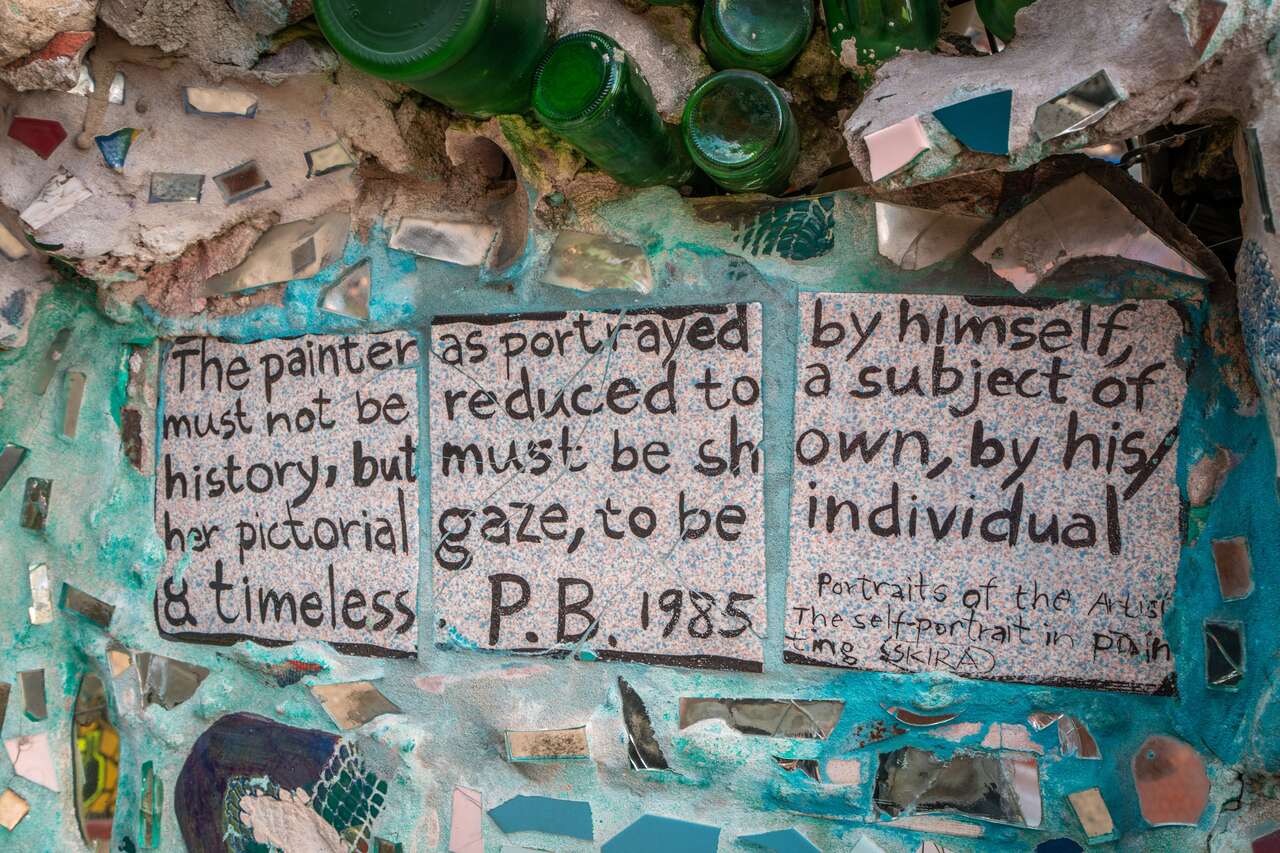 The painter as portrayed by himself,
must not be reduced to a subject of
history, but must be shown, by his/
her pictorial gaze, to be individual
& timeless. P.B. 1985
Portraits of the Artist
The self-portrait in pain
ting (SKIRA)